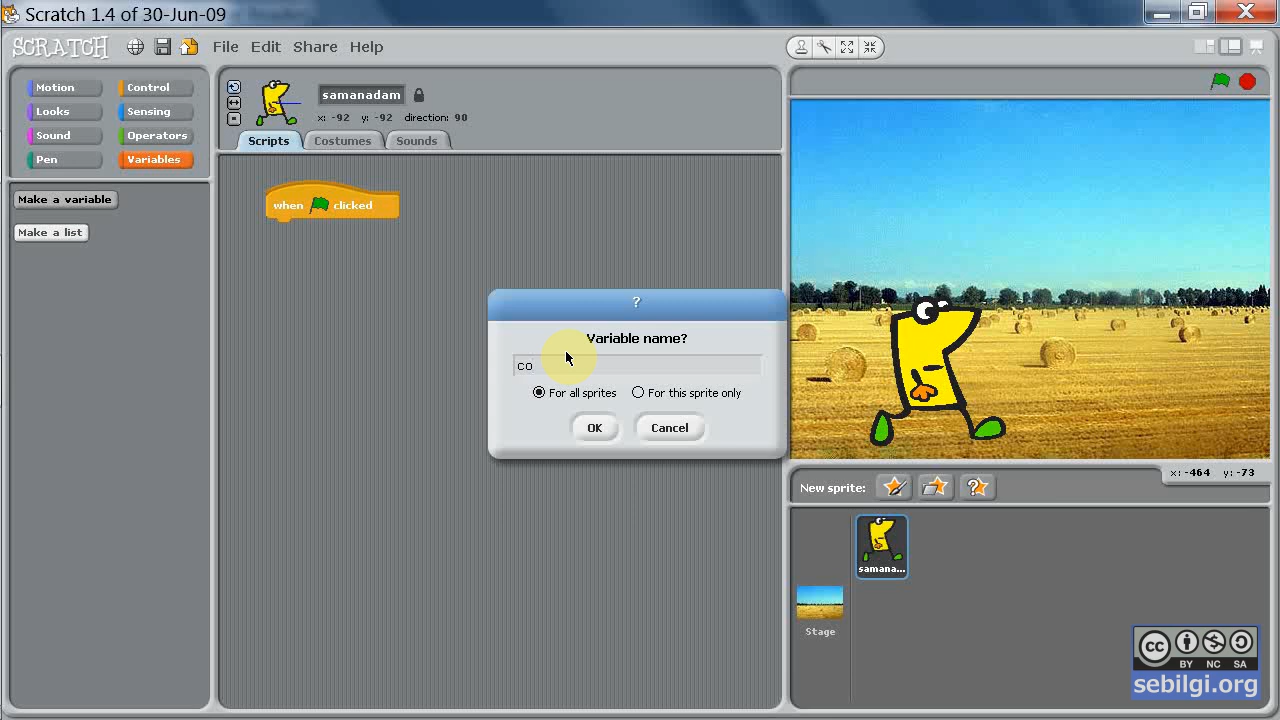 Scratch 1.4 of 30-Jun-09
SCRATCH File Edit Share Help
Motion Control
Looks Sensing
Sound Operators
Pen Variables
Make a variable
Make a list
samanadam
x: -92 y: -92 direction: 90
Scripts Costumes Sounds
when clicked
?
Variable name?
co
For all sprites For this sprite only
OK Cancel
x: -464 y: -73
New sprite:
samana...
Stage
cc
BY NC SA
sebilgi.org